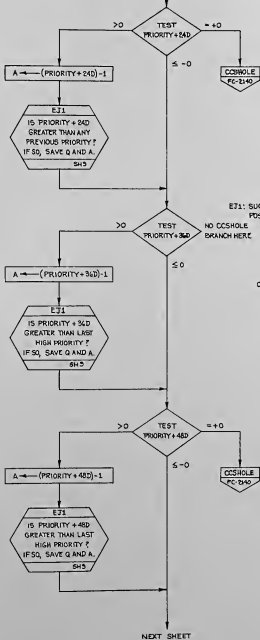 TEST
PRIORITY+24D
>0
=+0
≤-0
A ← (PRIORITY+24D)-1
CCSHOLE
FC-2140
EJ1
IS PRIORITY + 24D
GREATER THAN ANY
PREVIOUS PRIORITY?
IF SO, SAVE Q AND A.
SH5
EJ1: SU
POS
TEST
PRIORITY+36D
>0
NO CCSHOLE
BRANCH HERE
≤0
A ← (PRIORITY+36D)-1
EJ1
IS PRIORITY + 36D
GREATER THAN LAST
HIGH PRIORITY?
IF SO, SAVE Q AND A.
SH5
TEST
PRIORITY+48D
>0
=+0
≤-0
A ← (PRIORITY+48D)-1
CCSHOLE
FC-2140
EJ1
IS PRIORITY + 48D
GREATER THAN LAST
HIGH PRIORITY?
IF SO, SAVE Q AND A.
SH5
NEXT SHEET